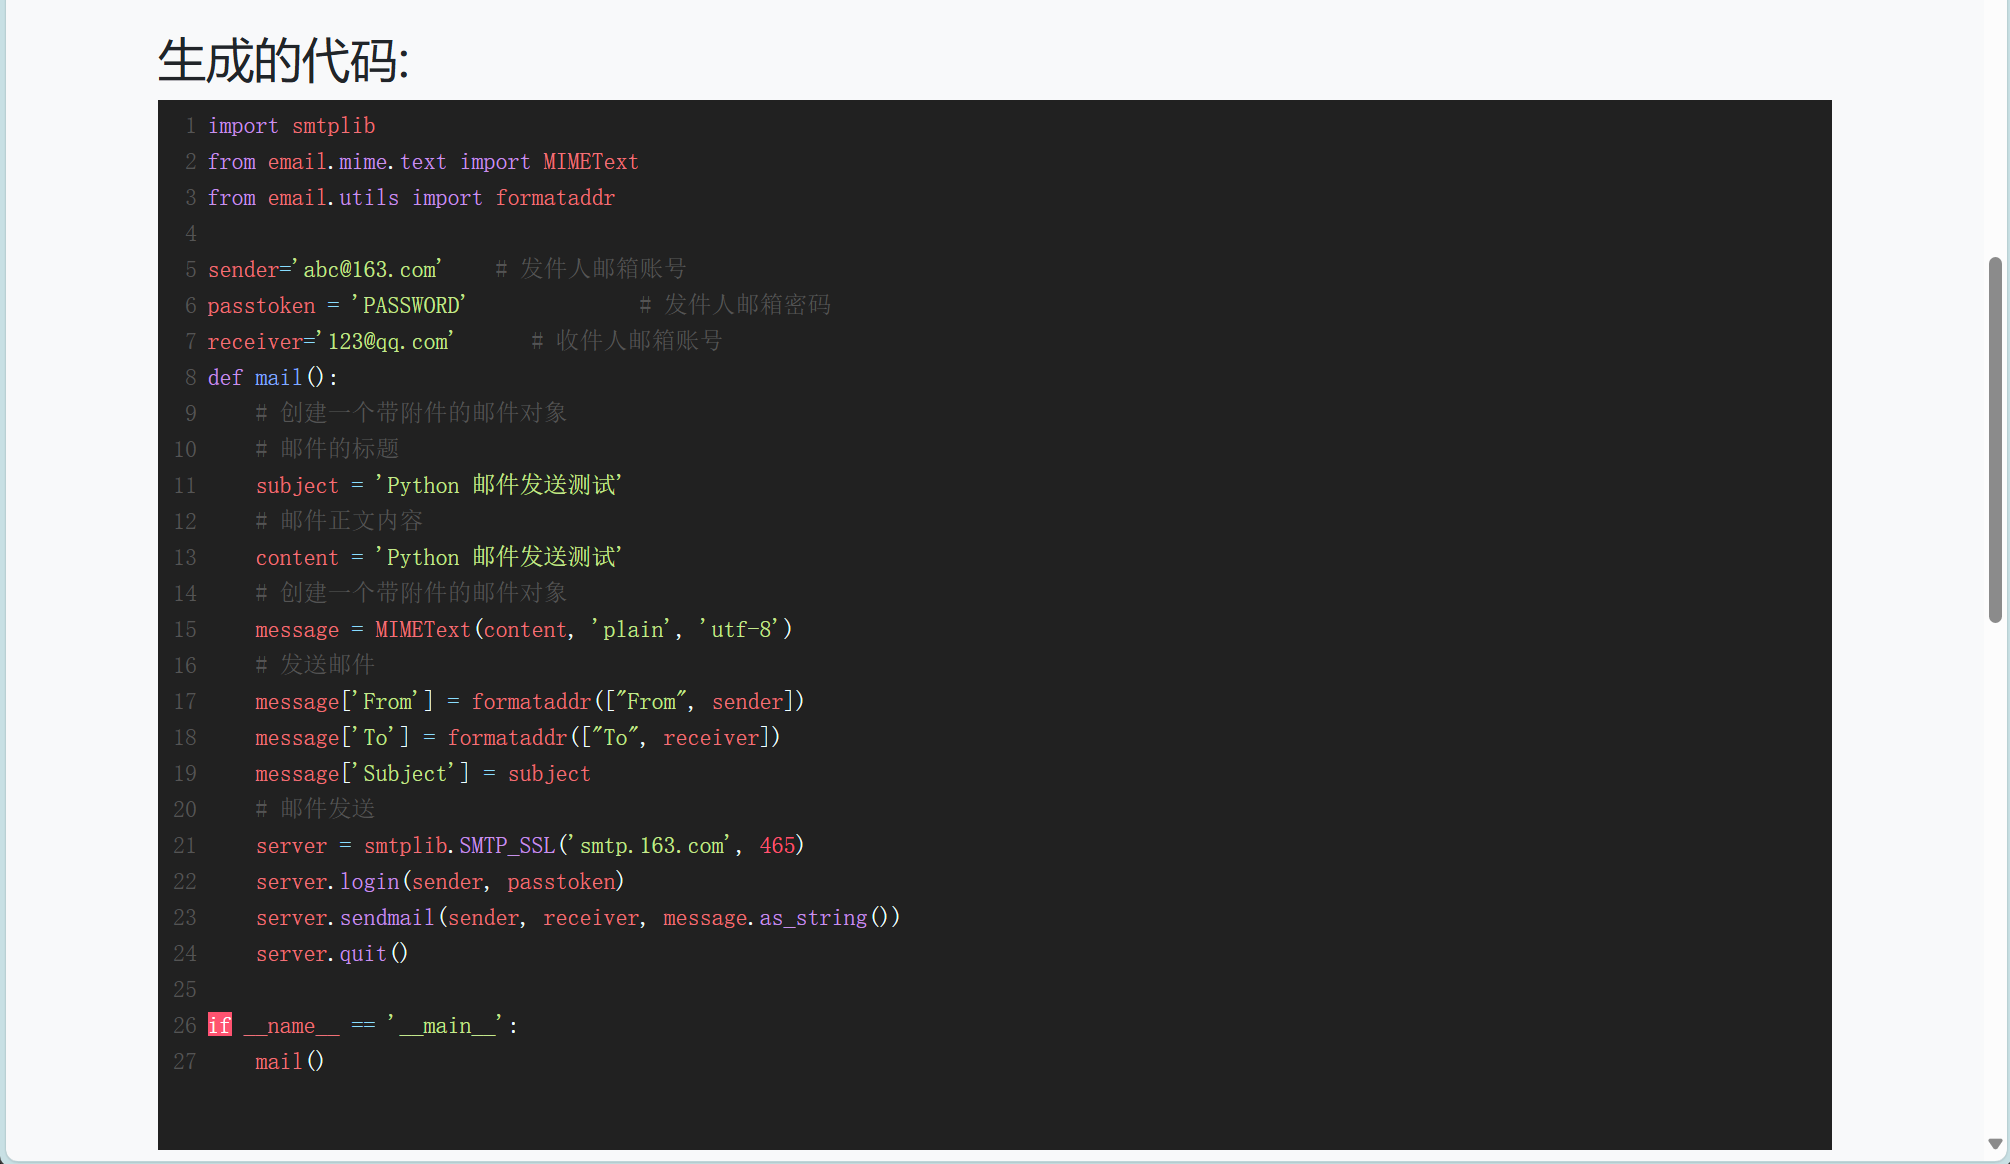 生成的代码:
1 import smtplib
2 from email.mime.text import MIMEText
3 from email.utils import formataddr
4
5 sender='abc@163.com'    # 发件人邮箱账号
6 passtoken = 'PASSWORD'              # 发件人邮箱密码
7 receiver='123@qq.com'      # 收件人邮箱账号
8 def mail():
9     # 创建一个带附件的邮件对象
10     # 邮件的标题
11     subject = 'Python 邮件发送测试'
12     # 邮件正文内容
13     content = 'Python 邮件发送测试'
14     # 创建一个带附件的邮件对象
15     message = MIMEText(content, 'plain', 'utf-8')
16     # 发送邮件
17     message['From'] = formataddr(["From", sender])
18     message['To'] = formataddr(["To", receiver])
19     message['Subject'] = subject
20     # 邮件发送
21     server = smtplib.SMTP_SSL('smtp.163.com', 465)
22     server.login(sender, passtoken)
23     server.sendmail(sender, receiver, message.as_string())
24     server.quit()
25
26 if __name__ == '__main__':
27     mail()